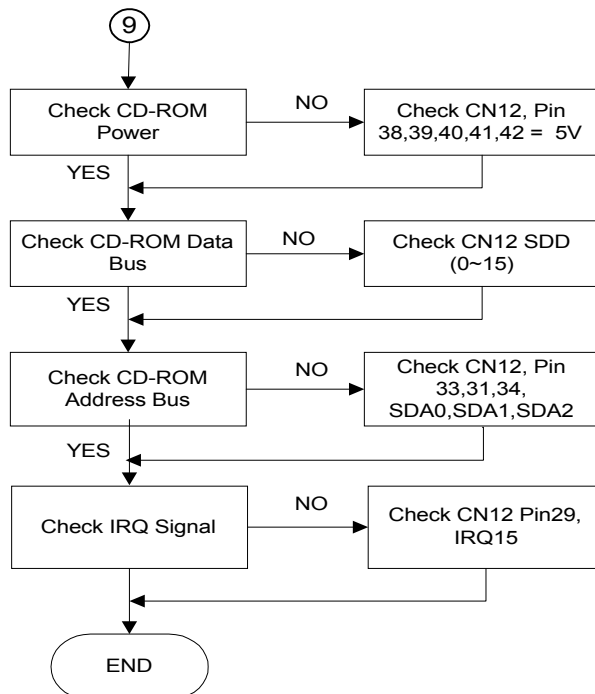 9
Check CD-ROM
Power
NO
Check CN12, Pin
38,39,40,41,42 = 5V
YES
Check CD-ROM Data
Bus
NO
Check CN12 SDD
(0~15)
YES
Check CD-ROM
Address Bus
NO
Check CN12, Pin
33,31,34,
SDA0,SDA1,SDA2
YES
Check IRQ Signal
NO
Check CN12 Pin29,
IRQ15
END